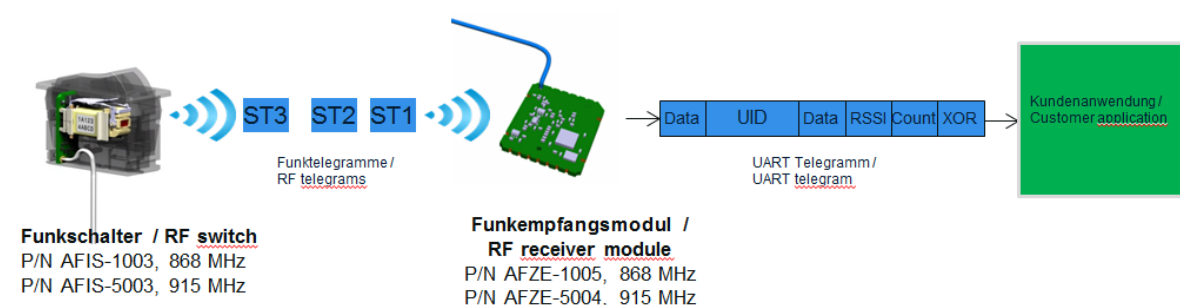 1A123
4ABC5
ST3 ST2 ST1
Funktelegramme /
RF telegrams
Data UID Data RSSI Count XOR
UART Telegramm /
UART telegram
Kundenanwendung /
Customer application
Funkschalter / RF switch
P/N AFIS-1003, 868 MHz
P/N AFIS-5003, 915 MHz
Funkempfangsmodul /
RF receiver module
P/N AFZE-1005, 868 MHz
P/N AFZE-5004, 915 MHz